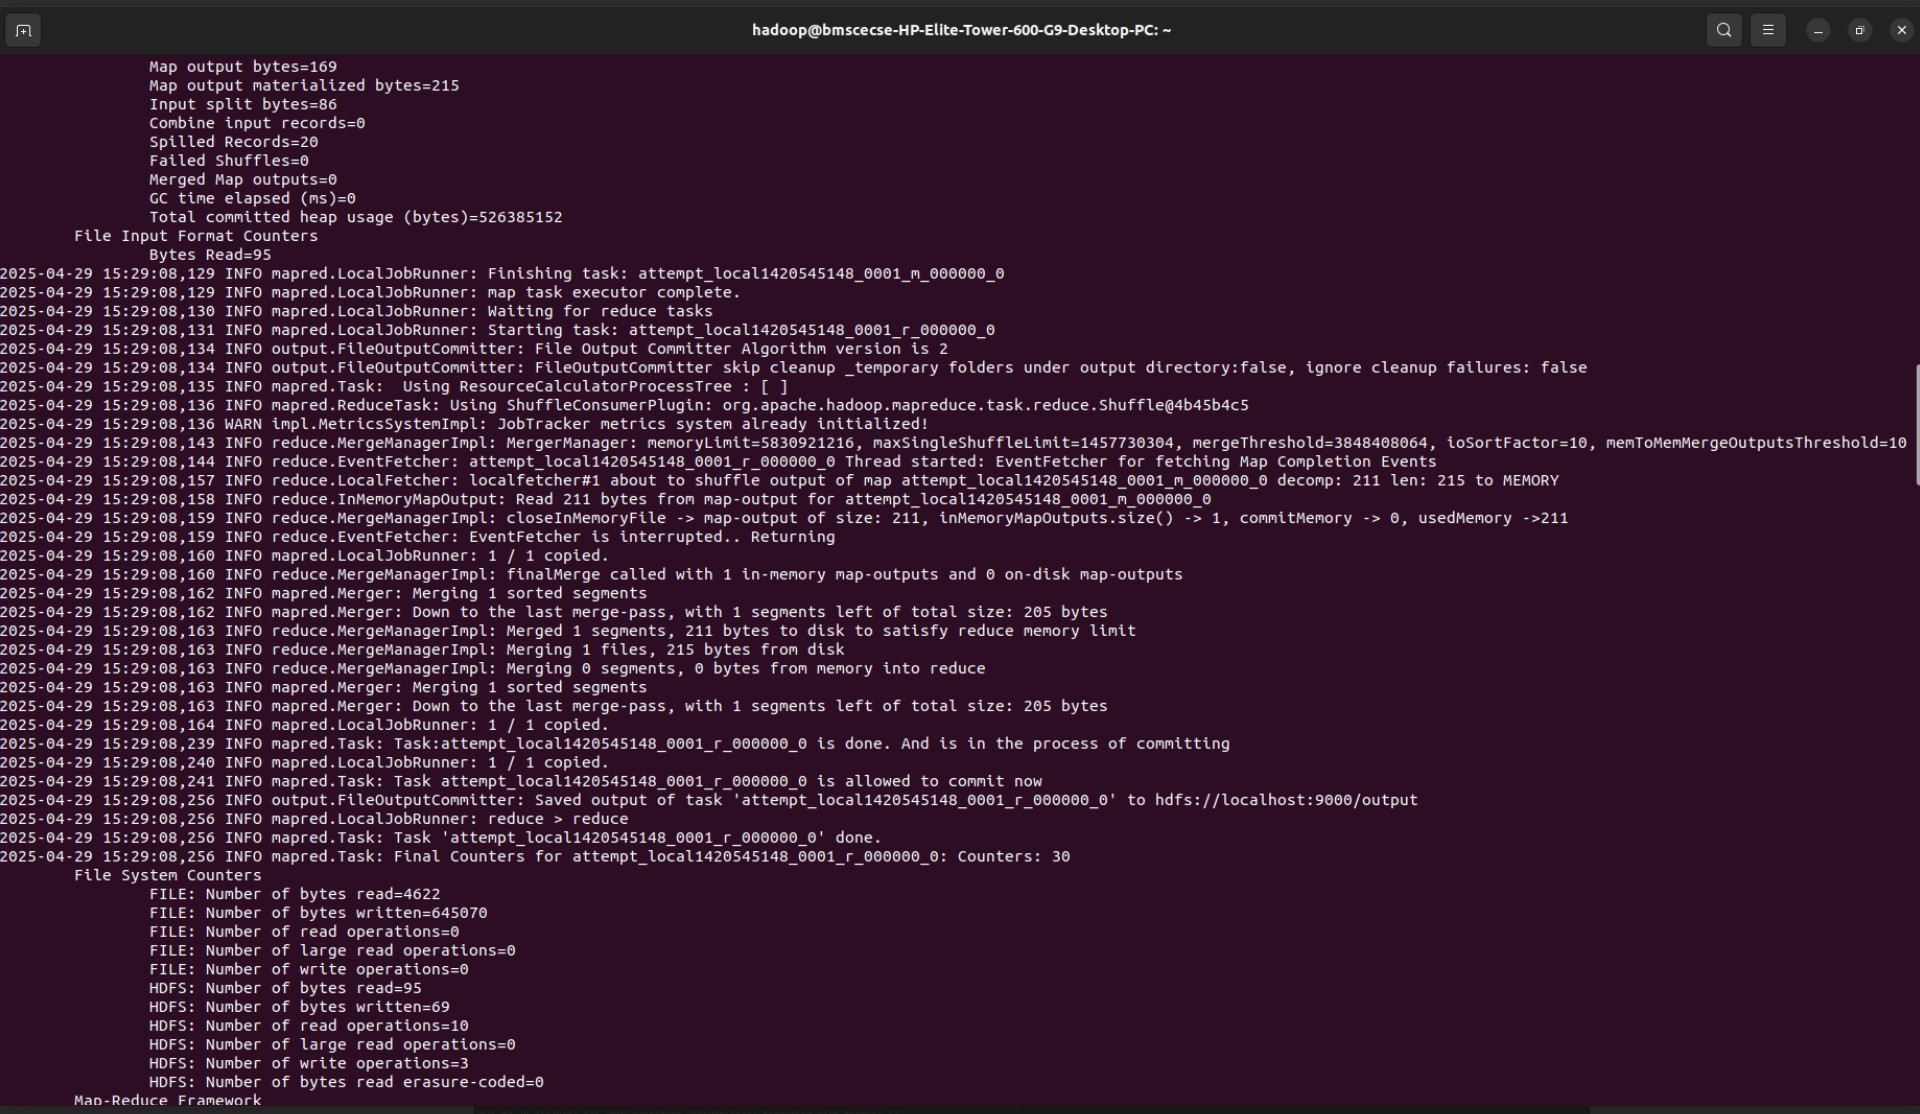 hadoop@bmscecse-HP-Elite-Tower-600-G9-Desktop-PC: ~
Map output bytes=169
Map output materialized bytes=215
Input split bytes=86
Combine input records=0
Spilled Records=20
Failed Shuffles=0
Merged Map outputs=0
GC time elapsed (ms)=0
Total committed heap usage (bytes)=526385152
File Input Format Counters
Bytes Read=95
2025-04-29 15:29:08,129 INFO mapred.LocalJobRunner: Finishing task: attempt_local1420545148_0001_m_000000_0
2025-04-29 15:29:08,129 INFO mapred.LocalJobRunner: map task executor complete.
2025-04-29 15:29:08,130 INFO mapred.LocalJobRunner: Waiting for reduce tasks
2025-04-29 15:29:08,131 INFO mapred.LocalJobRunner: Starting task: attempt_local1420545148_0001_r_000000_0
2025-04-29 15:29:08,134 INFO output.FileOutputCommitter: File Output Committer Algorithm version is 2
2025-04-29 15:29:08,134 INFO output.FileOutputCommitter: FileOutputCommitter skip cleanup _temporary folders under output directory:false, ignore cleanup failures: false
2025-04-29 15:29:08,135 INFO mapred.Task:  Using ResourceCalculatorProcessTree : [ ]
2025-04-29 15:29:08,136 INFO mapred.ReduceTask: Using ShuffleConsumerPlugin: org.apache.hadoop.mapreduce.task.reduce.Shuffle@4b45b4c5
2025-04-29 15:29:08,136 WARN impl.MetricsSystemImpl: JobTracker metrics system already initialized!
2025-04-29 15:29:08,143 INFO reduce.MergeManagerImpl: MergerManager: memoryLimit=5830921216, maxSingleShuffleLimit=1457730304, mergeThreshold=3848408064, ioSortFactor=10, memToMemMergeOutputsThreshold=10
2025-04-29 15:29:08,144 INFO reduce.EventFetcher: attempt_local1420545148_0001_r_000000_0 Thread started: EventFetcher for fetching Map Completion Events
2025-04-29 15:29:08,157 INFO reduce.LocalFetcher: localfetcher#1 about to shuffle output of map attempt_local1420545148_0001_m_000000_0 decomp: 211 len: 215 to MEMORY
2025-04-29 15:29:08,158 INFO reduce.InMemoryMapOutput: Read 211 bytes from map-output for attempt_local1420545148_0001_m_000000_0
2025-04-29 15:29:08,159 INFO reduce.MergeManagerImpl: closeInMemoryFile -> map-output of size: 211, inMemoryMapOutputs.size() -> 1, commitMemory -> 0, usedMemory ->211
2025-04-29 15:29:08,159 INFO reduce.EventFetcher: EventFetcher is interrupted.. Returning
2025-04-29 15:29:08,160 INFO mapred.LocalJobRunner: 1 / 1 copied.
2025-04-29 15:29:08,160 INFO reduce.MergeManagerImpl: finalMerge called with 1 in-memory map-outputs and 0 on-disk map-outputs
2025-04-29 15:29:08,162 INFO mapred.Merger: Merging 1 sorted segments
2025-04-29 15:29:08,162 INFO mapred.Merger: Down to the last merge-pass, with 1 segments left of total size: 205 bytes
2025-04-29 15:29:08,163 INFO reduce.MergeManagerImpl: Merged 1 segments, 211 bytes to disk to satisfy reduce memory limit
2025-04-29 15:29:08,163 INFO reduce.MergeManagerImpl: Merging 1 files, 215 bytes from disk
2025-04-29 15:29:08,163 INFO reduce.MergeManagerImpl: Merging 0 segments, 0 bytes from memory into reduce
2025-04-29 15:29:08,163 INFO mapred.Merger: Merging 1 sorted segments
2025-04-29 15:29:08,163 INFO mapred.Merger: Down to the last merge-pass, with 1 segments left of total size: 205 bytes
2025-04-29 15:29:08,164 INFO mapred.LocalJobRunner: 1 / 1 copied.
2025-04-29 15:29:08,239 INFO mapred.Task: Task:attempt_local1420545148_0001_r_000000_0 is done. And is in the process of committing
2025-04-29 15:29:08,240 INFO mapred.LocalJobRunner: 1 / 1 copied.
2025-04-29 15:29:08,241 INFO mapred.Task: Task attempt_local1420545148_0001_r_000000_0 is allowed to commit now
2025-04-29 15:29:08,256 INFO output.FileOutputCommitter: Saved output of task 'attempt_local1420545148_0001_r_000000_0' to hdfs://localhost:9000/output
2025-04-29 15:29:08,256 INFO mapred.LocalJobRunner: reduce > reduce
2025-04-29 15:29:08,256 INFO mapred.Task: Task 'attempt_local1420545148_0001_r_000000_0' done.
2025-04-29 15:29:08,256 INFO mapred.Task: Final Counters for attempt_local1420545148_0001_r_000000_0: Counters: 30
File System Counters
FILE: Number of bytes read=4622
FILE: Number of bytes written=645070
FILE: Number of read operations=0
FILE: Number of large read operations=0
FILE: Number of write operations=0
HDFS: Number of bytes read=95
HDFS: Number of bytes written=69
HDFS: Number of read operations=10
HDFS: Number of large read operations=0
HDFS: Number of write operations=3
HDFS: Number of bytes read erasure-coded=0
Map-Reduce Framework